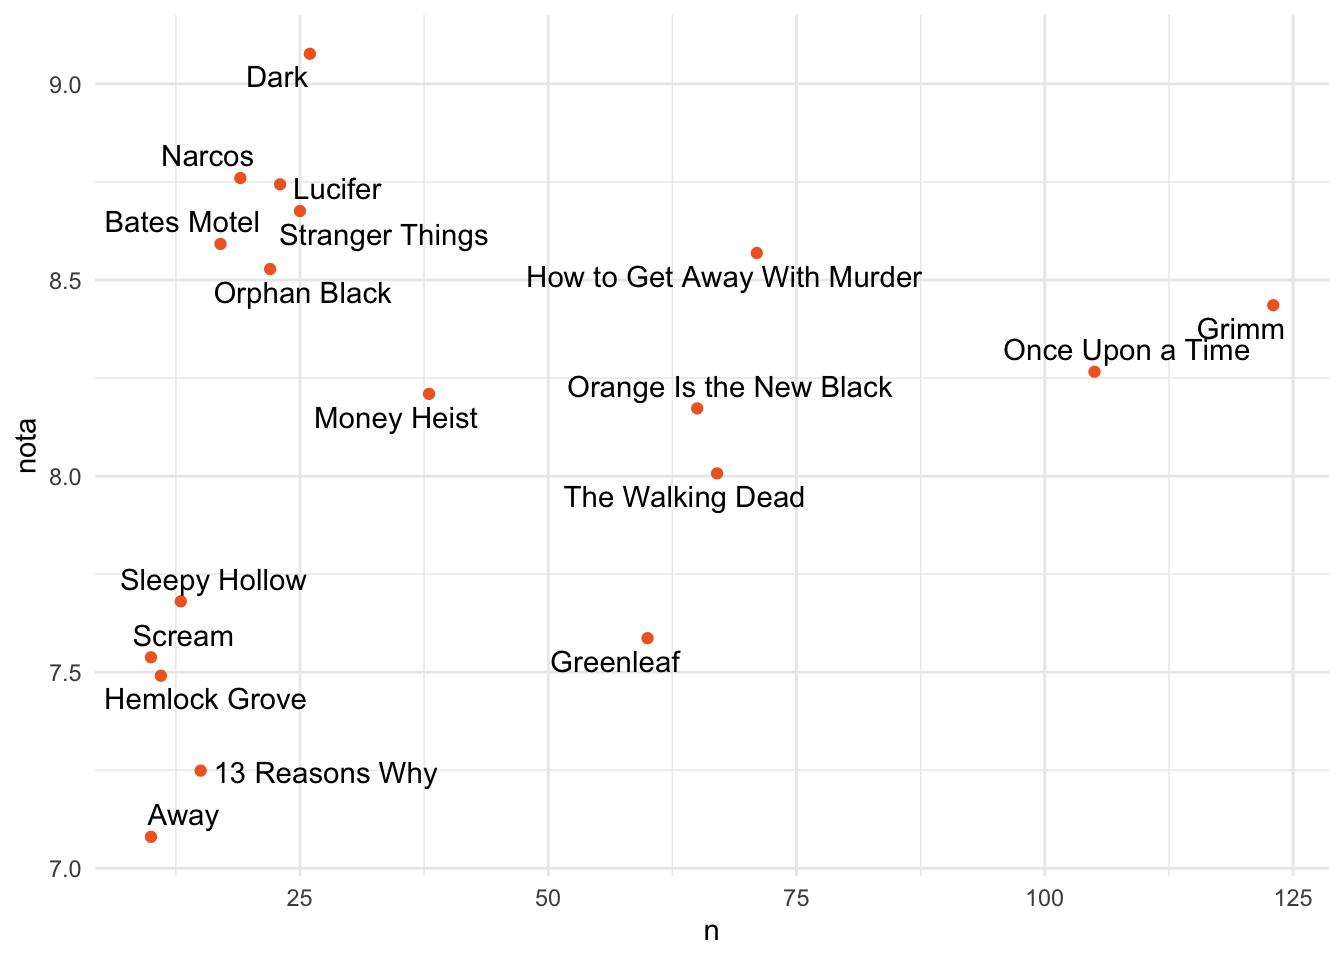 9.0
8.5
8.0
7.5
7.0
nota
Dark
Narcos
Lucifer
Bates Motel
Stranger Things
Orphan Black
How to Get Away With Murder
Grimm
Once Upon a Time
Orange Is the New Black
Money Heist
The Walking Dead
Sleepy Hollow
Scream
Greenleaf
Hemlock Grove
13 Reasons Why
Away
25
50
75
100
125
n